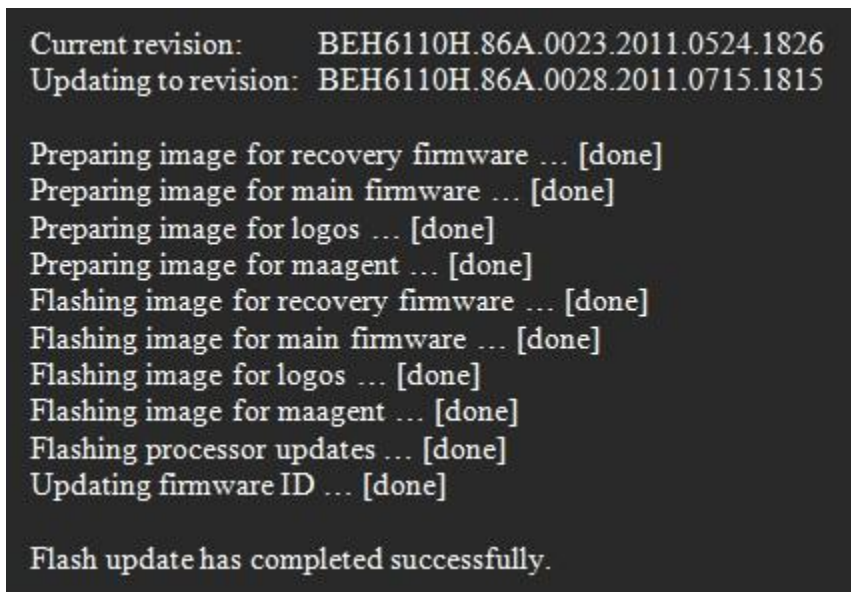 Current revision: BEH6110H.86A.0023.2011.0524.1826
Updating to revision: BEH6110H.86A.0028.2011.0715.1815
Preparing image for recovery firmware … [done]
Preparing image for main firmware … [done]
Preparing image for logos … [done]
Preparing image for maagent … [done]
Flashing image for recovery firmware … [done]
Flashing image for main firmware … [done]
Flashing image for logos … [done]
Flashing image for maagent … [done]
Flashing processor updates … [done]
Updating firmware ID … [done]
Flash update has completed successfully.